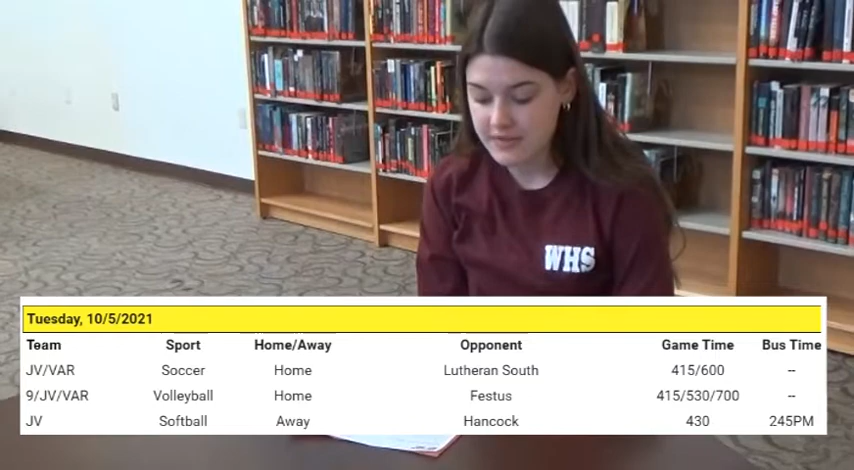 WHS
Tuesday, 10/5/2021
Team Sport Home/Away Opponent Game Time Bus Time
JV/VAR Soccer Home Lutheran South 415/600 --
9/JV/VAR Volleyball Home Festus 415/530/700 --
JV Softball Away Hancock 430 245PM